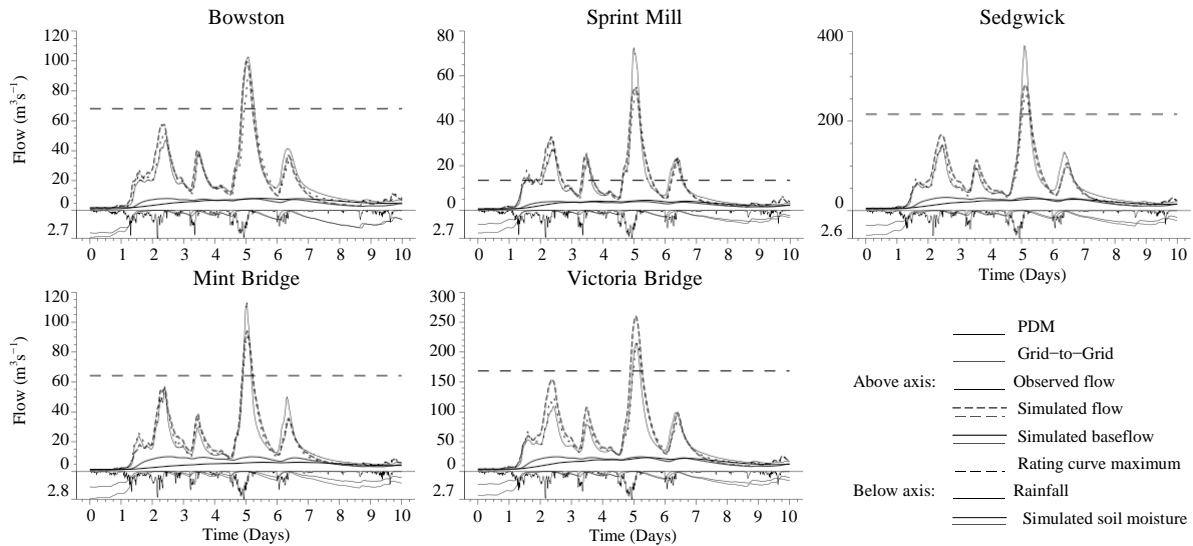 Bowston
Sprint Mill
Sedgwick
120
100
80
60
40
20
0
2.7
Flow (m³s⁻¹)
0 1 2 3 4 5 6 7 8 9 10
80
60
40
20
0
2.7
0 1 2 3 4 5 6 7 8 9 10
400
200
0
2.6
0 1 2 3 4 5 6 7 8 9 10
Time (Days)
Mint Bridge
Victoria Bridge
120
100
80
60
40
20
0
2.8
Flow (m³s⁻¹)
0 1 2 3 4 5 6 7 8 9 10
Time (Days)
300
250
200
150
100
50
0
2.7
0 1 2 3 4 5 6 7 8 9 10
Time (Days)
PDM
Grid−to−Grid
Above axis: Observed flow
Simulated flow
Simulated baseflow
Rating curve maximum
Below axis: Rainfall
Simulated soil moisture